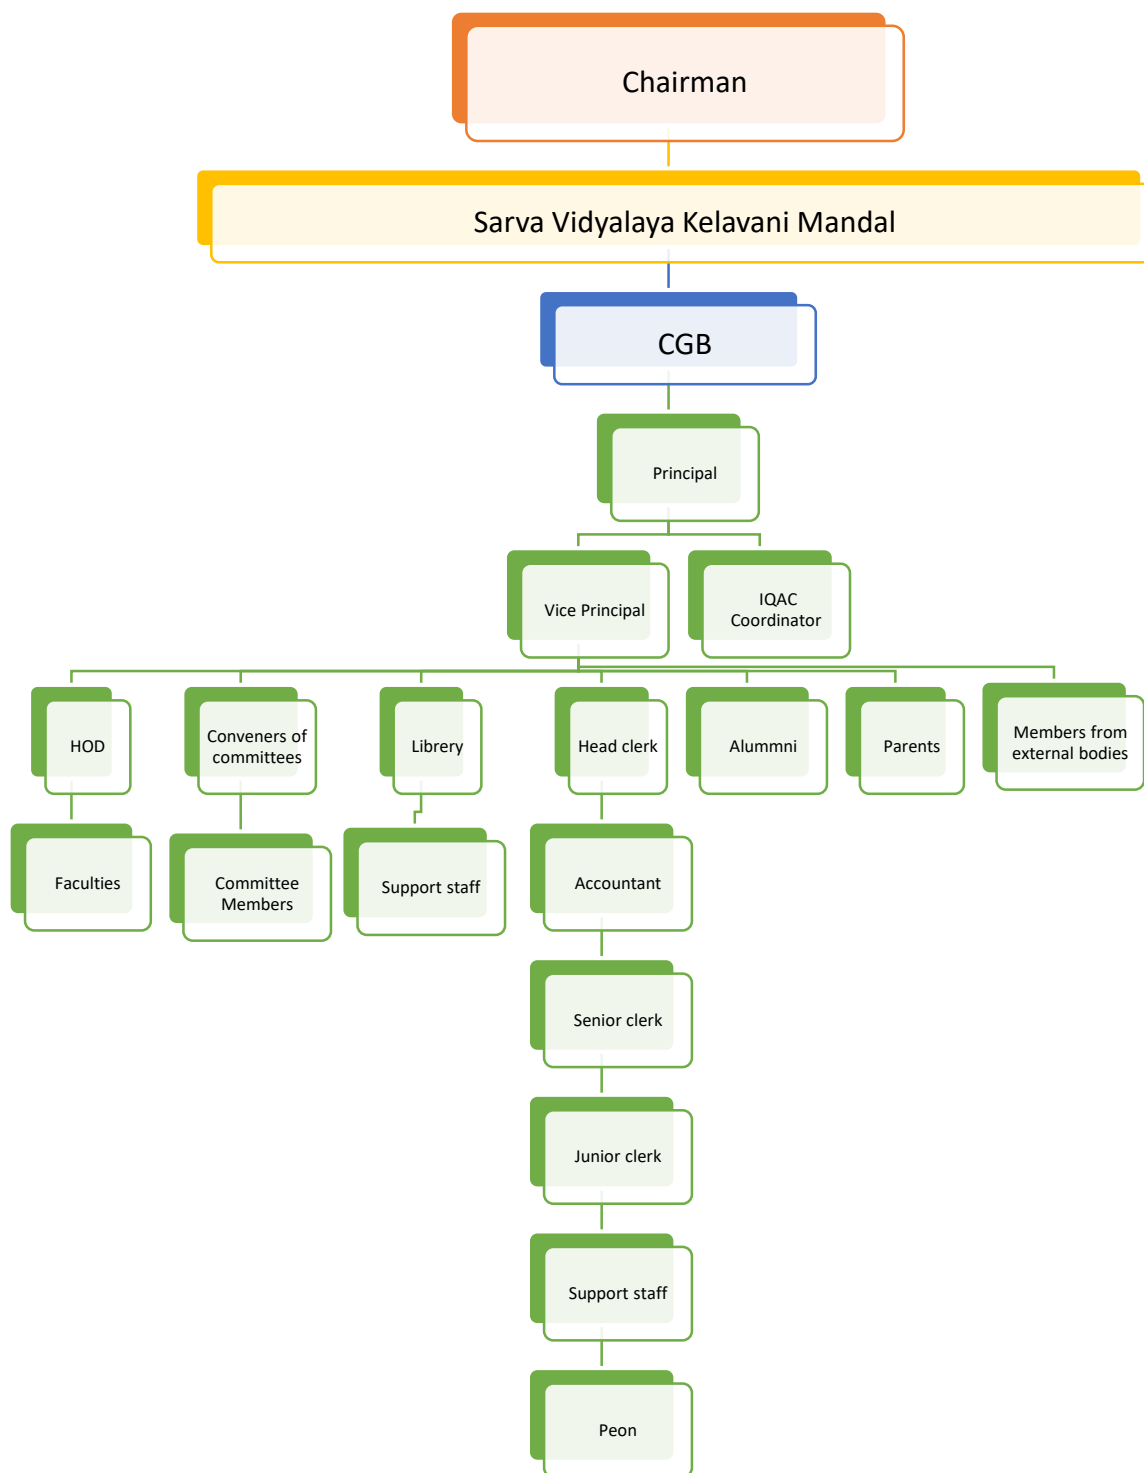 Chairman
Sarva Vidyalaya Kelavani Mandal
CGB
Principal
Vice Principal
IQAC
Coordinator
HOD
Conveners of
committees
Librery
Head clerk
Alummni
Parents
Members from
external bodies
Faculties
Committee
Members
Support staff
Accountant
Senior clerk
Junior clerk
Support staff
Peon